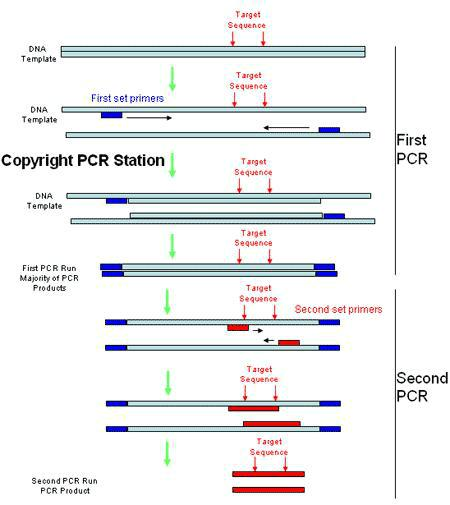 Target
Sequence
DNA
Template
Target
Sequence
First set primers
DNA
Template
First
PCR
Copyright PCR Station
Target
Sequence
DNA
Template
Target
Sequence
First PCR Run
Majority of PCR
Products
Target
Sequence
Second set primers
Second
PCR
Target
Sequence
Target
Sequence
Second PCR Run
PCR Product